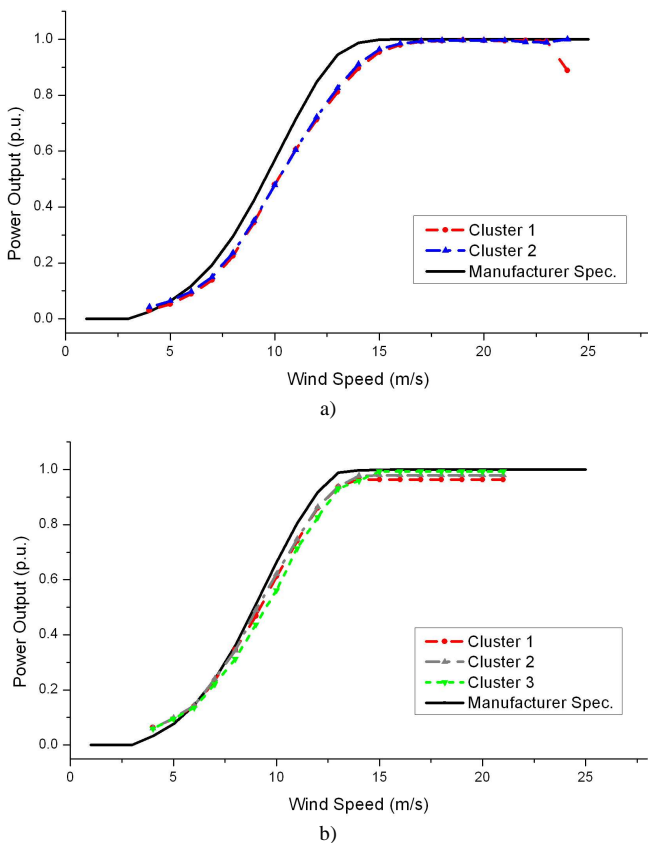 1.0
0.8
0.6
0.4
0.2
0.0
Power Output (p.u.)
Cluster 1
Cluster 2
Manufacturer Spec.
0 5 10 15 20 25
Wind Speed (m/s)
a)
1.0
0.8
0.6
0.4
0.2
0.0
Power Output (p.u.)
Cluster 1
Cluster 2
Cluster 3
Manufacturer Spec.
0 5 10 15 20 25
Wind Speed (m/s)
b)